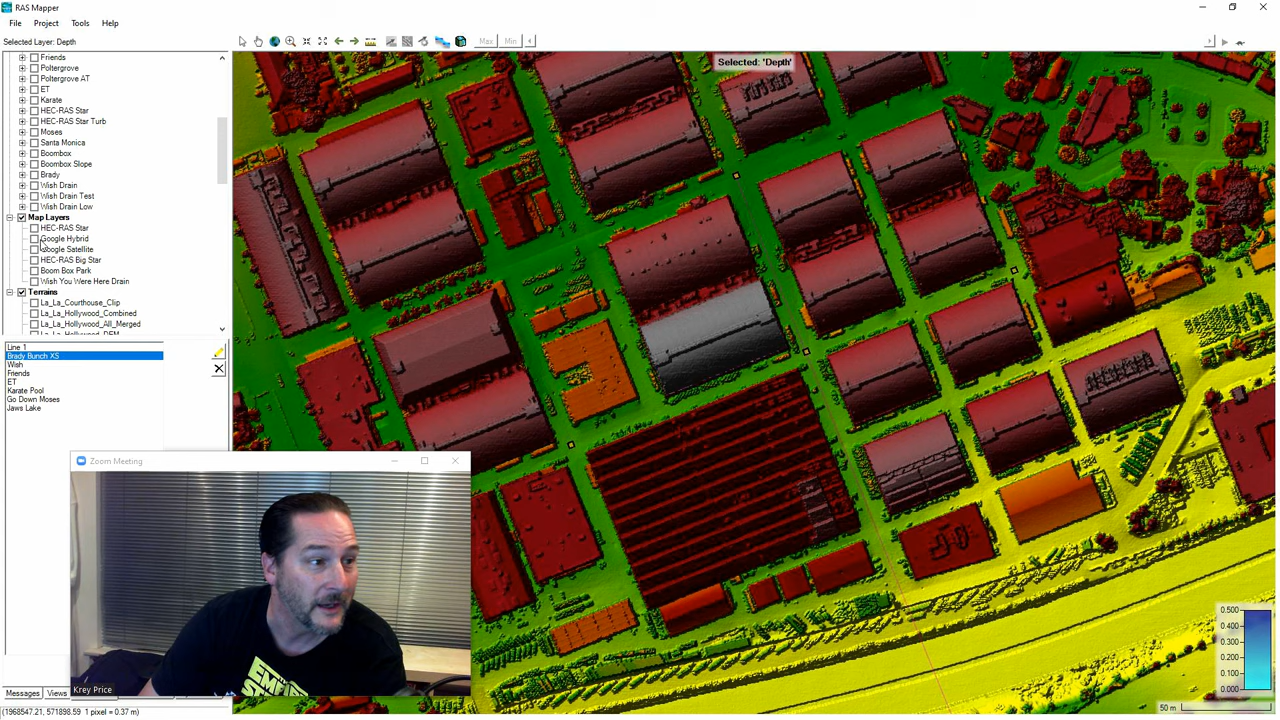 RAS Mapper
File Project Tools Help
Selected Layer: Depth
Max Min
Friends
Poltergrove
Poltergrove AT
ET
Karate
HEC-RAS Star
HEC-RAS Star Turb
Moses
Santa Monica
Boombox
Boombox Slope
Brady
Wish Drain
Wish Drain Test
Wish Drain Low
Map Layers
HEC-RAS Star
Google Hybrid
Google Satellite
HEC-RAS Big Star
Boom Box Park
Wish You Were Here Drain
Terrains
La_La_Courthouse_Clip
La_La_Hollywood_Combined
La_La_Hollywood_All_Merged
La_La_Hollywood_DEM
Line 1
Brady Bunch XS
Wish
Friends
ET
Karate Pool
Go Down Moses
Jaws Lake
Messages Views
(1968547.21, 571898.59 1 pixel = 0.37 m)
Selected: 'Depth'
Zoom Meeting
EMPIRE
Krey Price
0.500
0.400
0.300
0.200
0.100
0.000
50 m